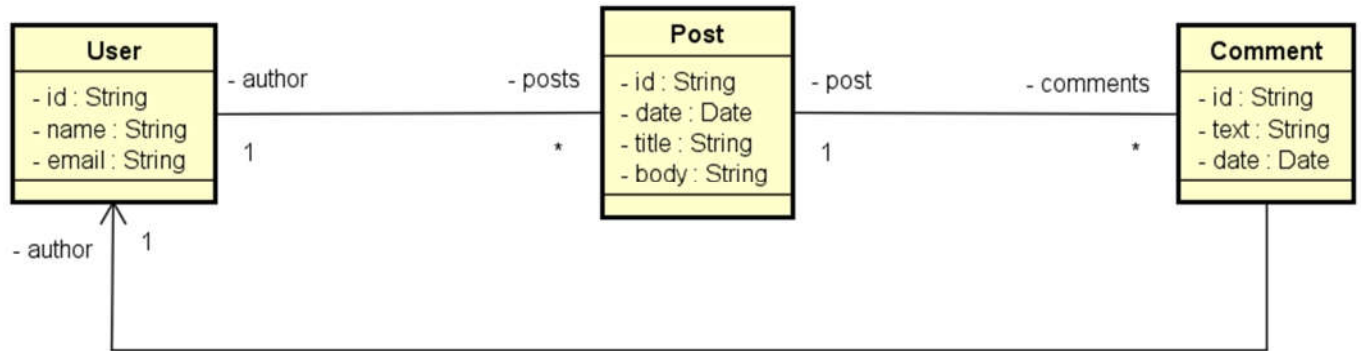 User
- id : String
- name : String
- email : String
- author
- posts
1
*
Post
- id : String
- date : Date
- title : String
- body : String
- post
- comments
1
*
Comment
- id : String
- text : String
- date : Date
- author
1